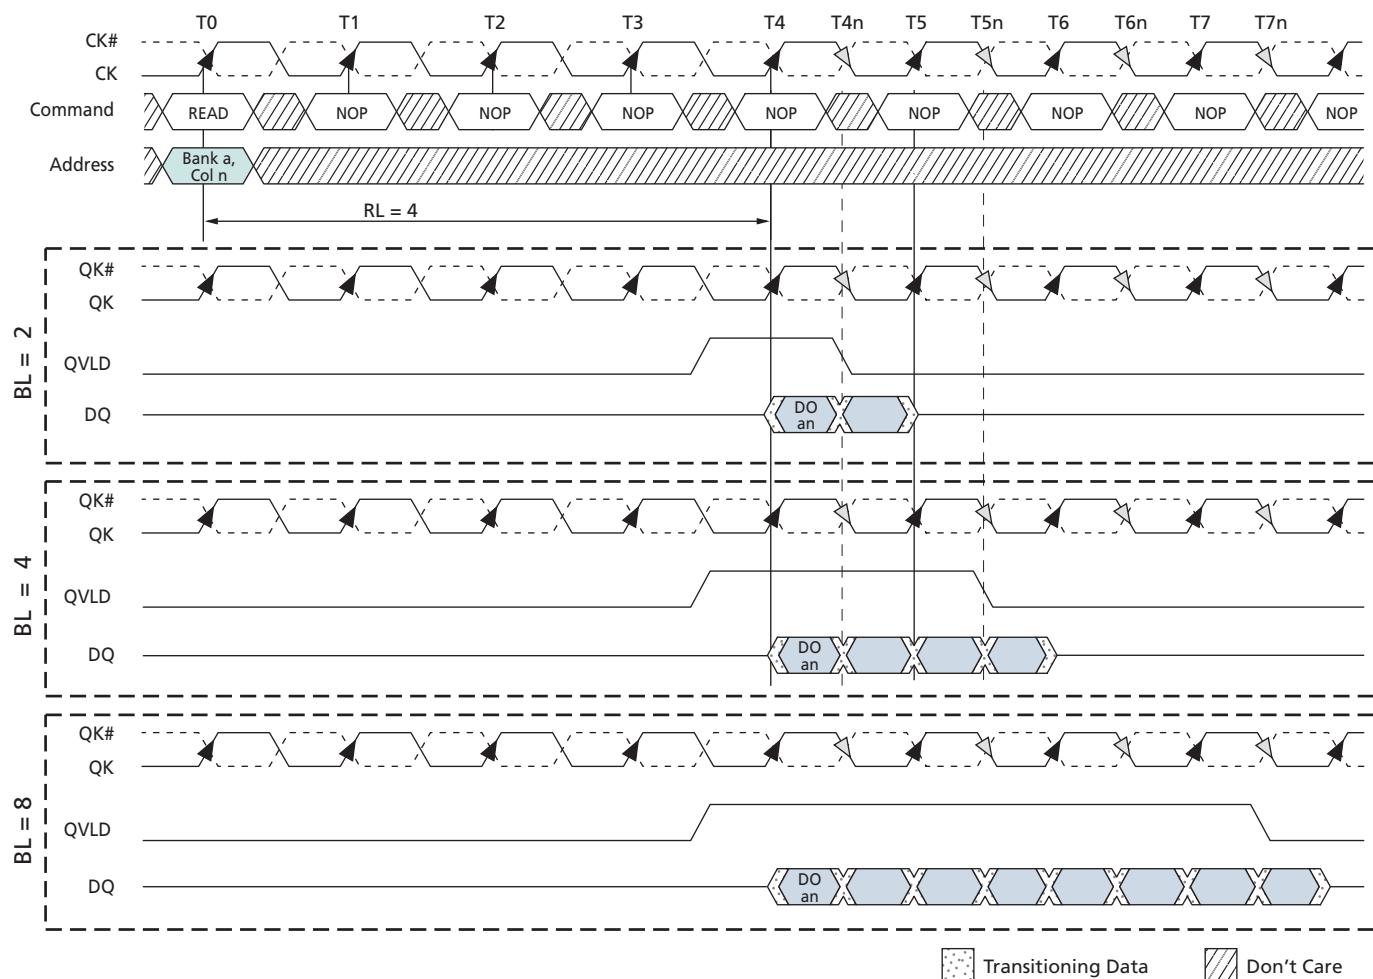 T0 T1 T2 T3 T4 T4n T5 T5n T6 T6n T7 T7n
CK#
CK
Command READ NOP NOP NOP NOP NOP NOP NOP NOP
Address Bank a,
Col n
RL = 4
BL = 2
QK#
QK
QVLD
DQ DO
an
BL = 4
QK#
QK
QVLD
DQ DO
an
BL = 8
QK#
QK
QVLD
DQ DO
an
Transitioning Data Don't Care